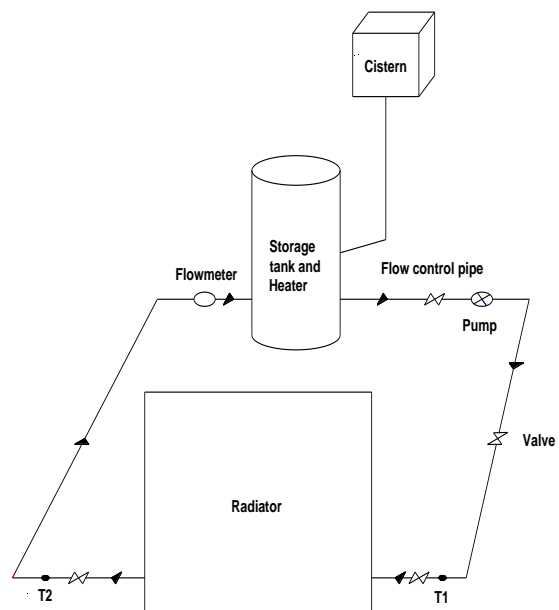 Cistern
Storage
tank and
Heater
Flowmeter
Flow control pipe
Pump
Valve
Radiator
T2
T1